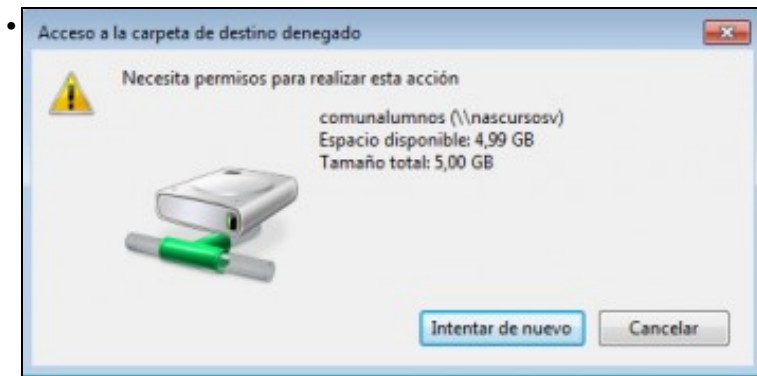 Acceso a la carpeta de destino denegado
Necesita permisos para realizar esta acción
comunalumnos (\\nascursosv)
Espacio disponible: 4,99 GB
Tamaño total: 5,00 GB
Intentar de nuevo
Cancelar